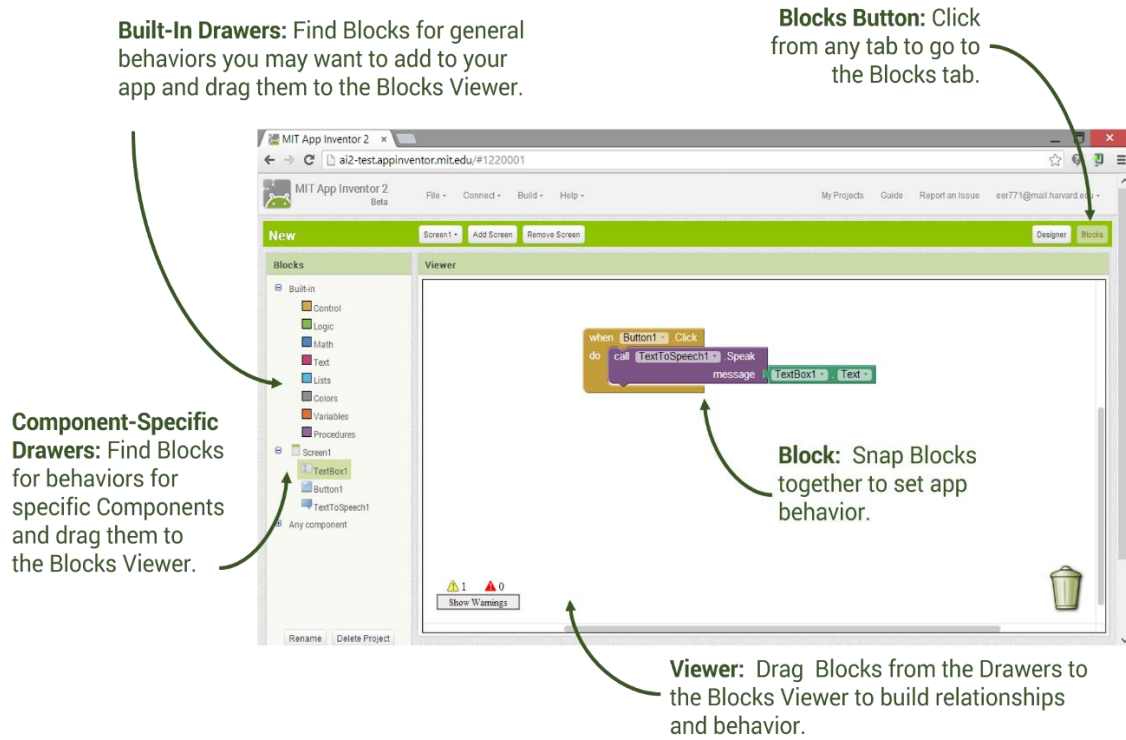 Built-In Drawers: Find Blocks for general
behaviors you may want to add to your
app and drag them to the Blocks Viewer.
Blocks Button: Click
from any tab to go to
the Blocks tab.
MIT App Inventor 2 ×
ai2-test.appinventor.mit.edu/#1220001
MIT App Inventor 2
Beta
File Connect Build Help
My Projects Guide Report an Issue eer771@mail.harvard.edu
New Screen1 Add Screen Remove Screen Designer Blocks
Blocks
Viewer
Built-in
Control
Logic
Math
Text
Lists
Colors
Variables
Procedures
Screen1
TextBox1
Button1
TextToSpeech1
Any component
Rename Delete Project
when Button1 .Click
do call TextToSpeech1 .Speak
message TextBox1 . Text
1 0
Show Warnings
Component-Specific
Drawers: Find Blocks
for behaviors for
specific Components
and drag them to
the Blocks Viewer.
Block: Snap Blocks
together to set app
behavior.
Viewer: Drag Blocks from the Drawers to
the Blocks Viewer to build relationships
and behavior.